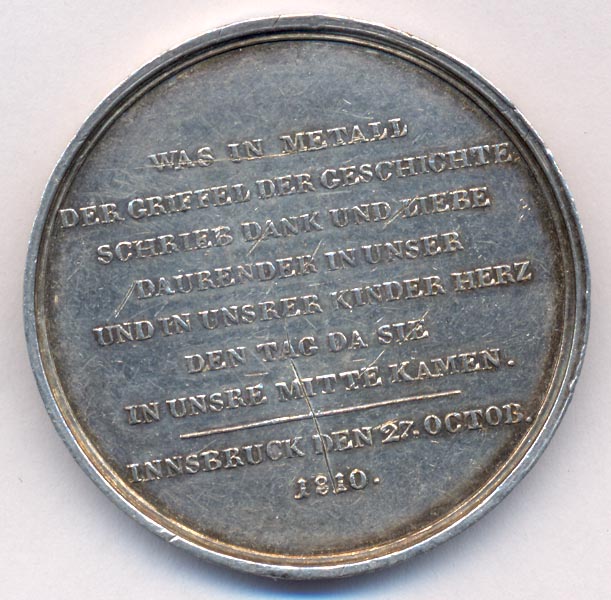 WAS IN METALL
DER GRIFFEL DER GESCHICHTE
SCHRIEB DANK UND LIEBE
DAURENDER IN UNSER
UND IN UNSRER KINDER HERZ
DEN TAG DA SIE
IN UNSRE MITTE KAMEN.
INNSBRUCK DEN 27. OCTOB.
1810.